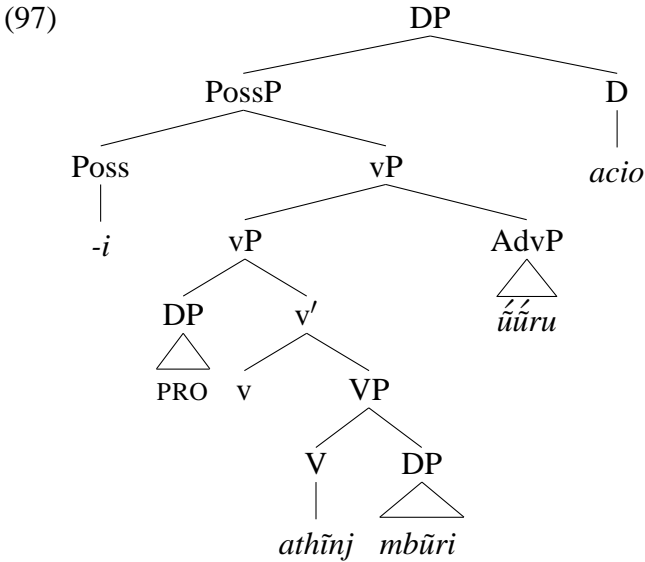 (97) DP
PossP D
Poss vP acio
-i vP AdvP
DP v′ ṹṹru
PRO v VP
V DP
athĩnj mbũri